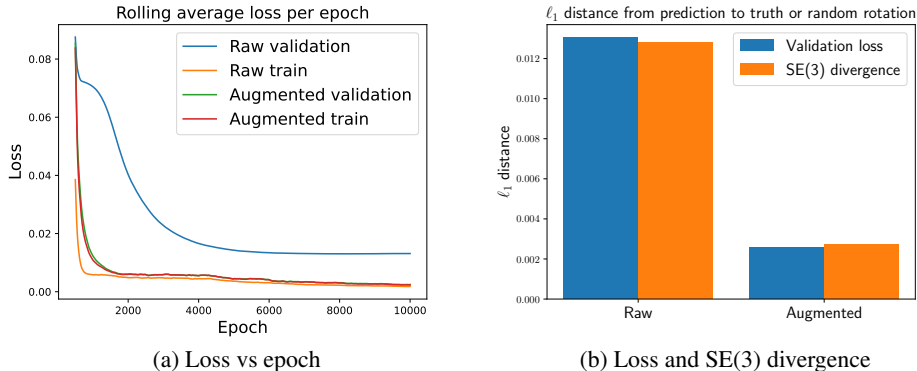 Rolling average loss per epoch
Raw validation
Raw train
Augmented validation
Augmented train
Loss
0.08
0.06
0.04
0.02
0.00
2000 4000 6000 8000 10000
Epoch
(a) Loss vs epoch
ℓ₁ distance from prediction to truth or random rotation
Validation loss
SE(3) divergence
ℓ₁ distance
0.012
0.010
0.008
0.006
0.004
0.002
0.000
Raw Augmented
(b) Loss and SE(3) divergence